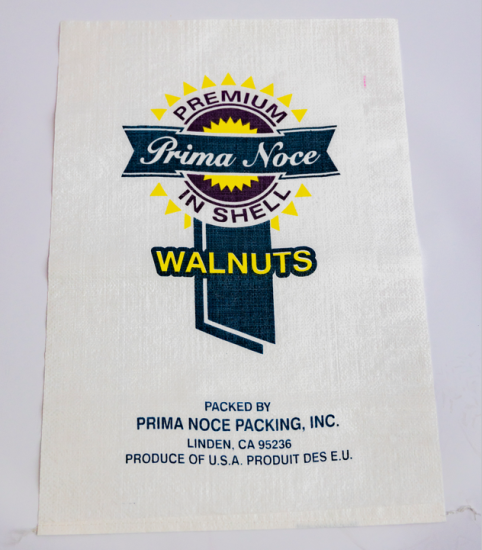 PREMIUM
Prima Noce
IN SHELL
WALNUTS
PACKED BY
PRIMA NOCE PACKING, INC.
LINDEN, CA 95236
PRODUCE OF U.S.A. PRODUIT DES E.U.